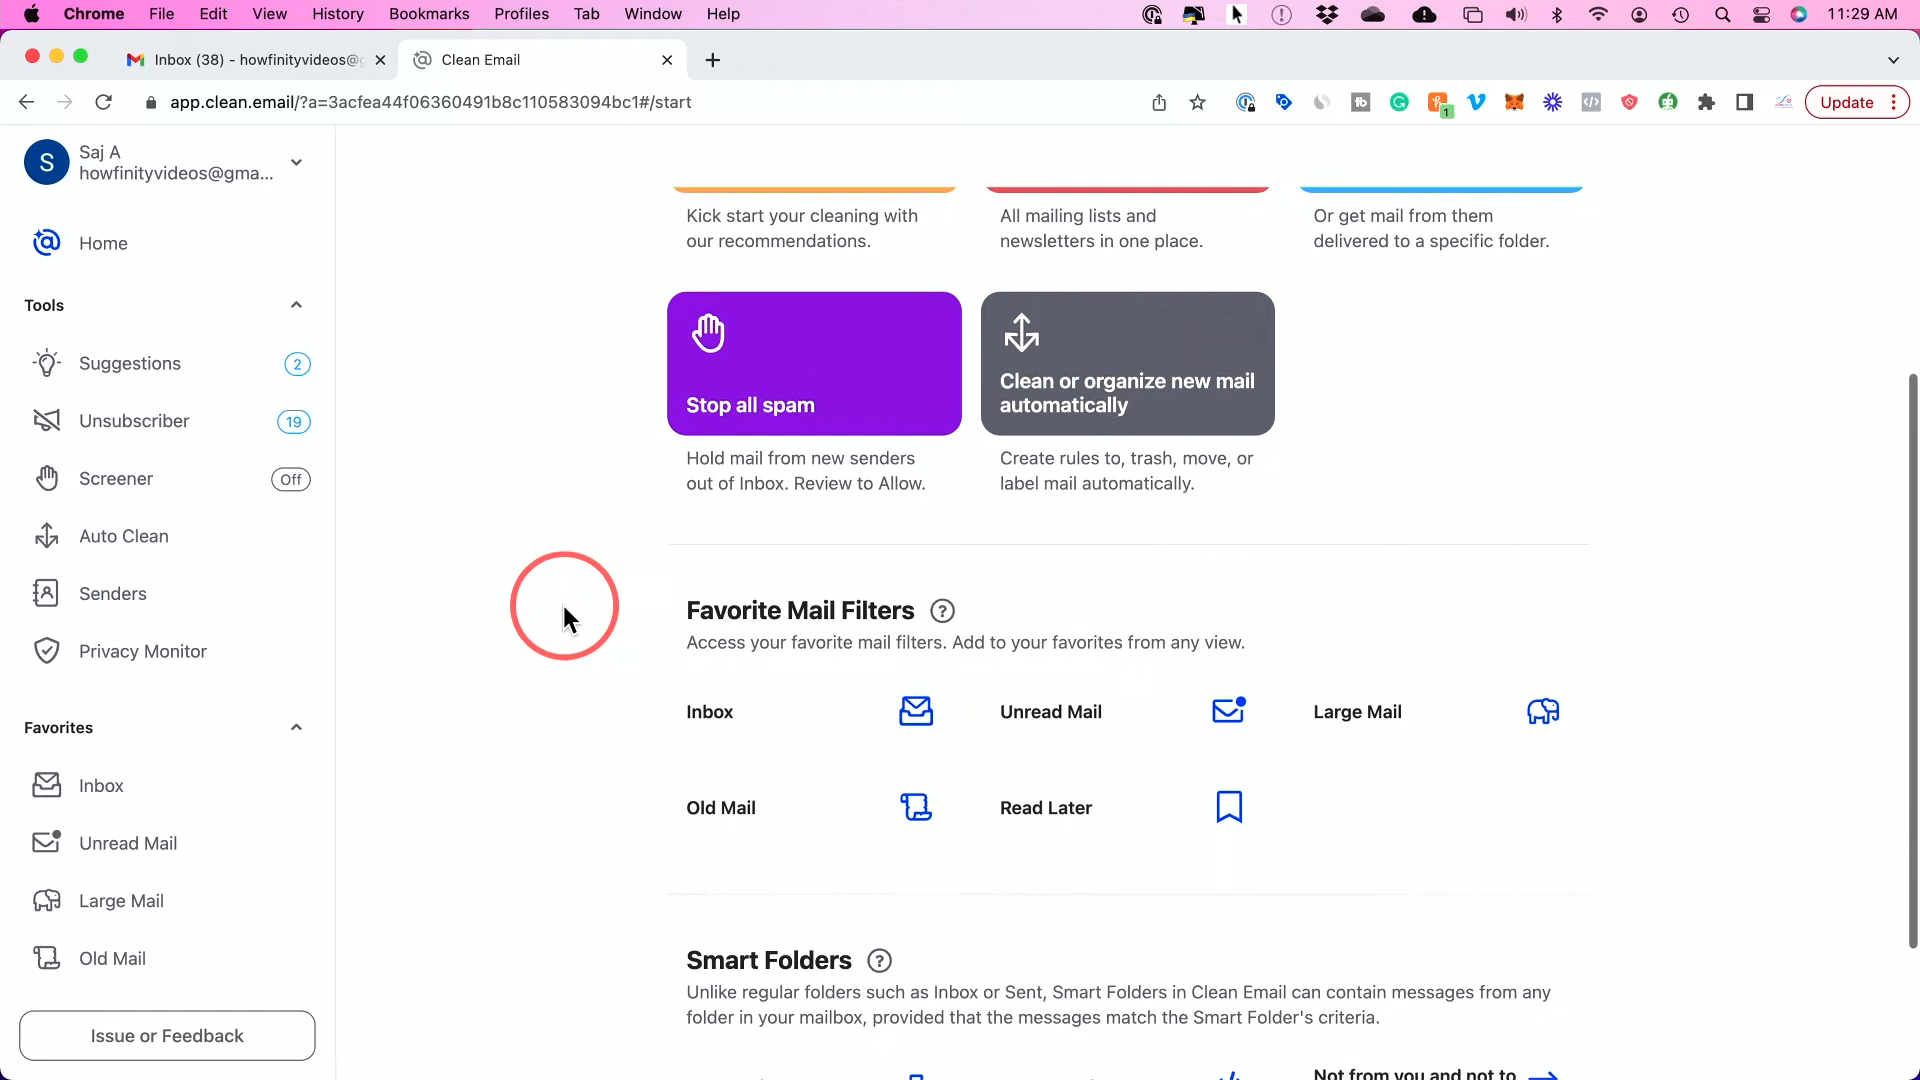 Chrome File Edit View History Bookmarks Profiles Tab Window Help 11:29 AM
Inbox (38) - howfinityvideos@g
Clean Email
app.clean.email/?a=3acfea44f06360491b8c110583094bc1#/start
1
Update
S
Saj A
howfinityvideos@gma...
Home
Tools
Suggestions 2
Unsubscriber 19
Screener Off
Auto Clean
Senders
Privacy Monitor
Favorites
Inbox
Unread Mail
Large Mail
Old Mail
Issue or Feedback
Kick start your cleaning with
our recommendations.
All mailing lists and
newsletters in one place.
Or get mail from them
delivered to a specific folder.
Stop all spam
Hold mail from new senders
out of Inbox. Review to Allow.
Clean or organize new mail
automatically
Create rules to, trash, move, or
label mail automatically.
Favorite Mail Filters ?
Access your favorite mail filters. Add to your favorites from any view.
Inbox
Unread Mail
Large Mail
Old Mail
Read Later
Smart Folders ?
Unlike regular folders such as Inbox or Sent, Smart Folders in Clean Email can contain messages from any
folder in your mailbox, provided that the messages match the Smart Folder's criteria.
Not from you and not to